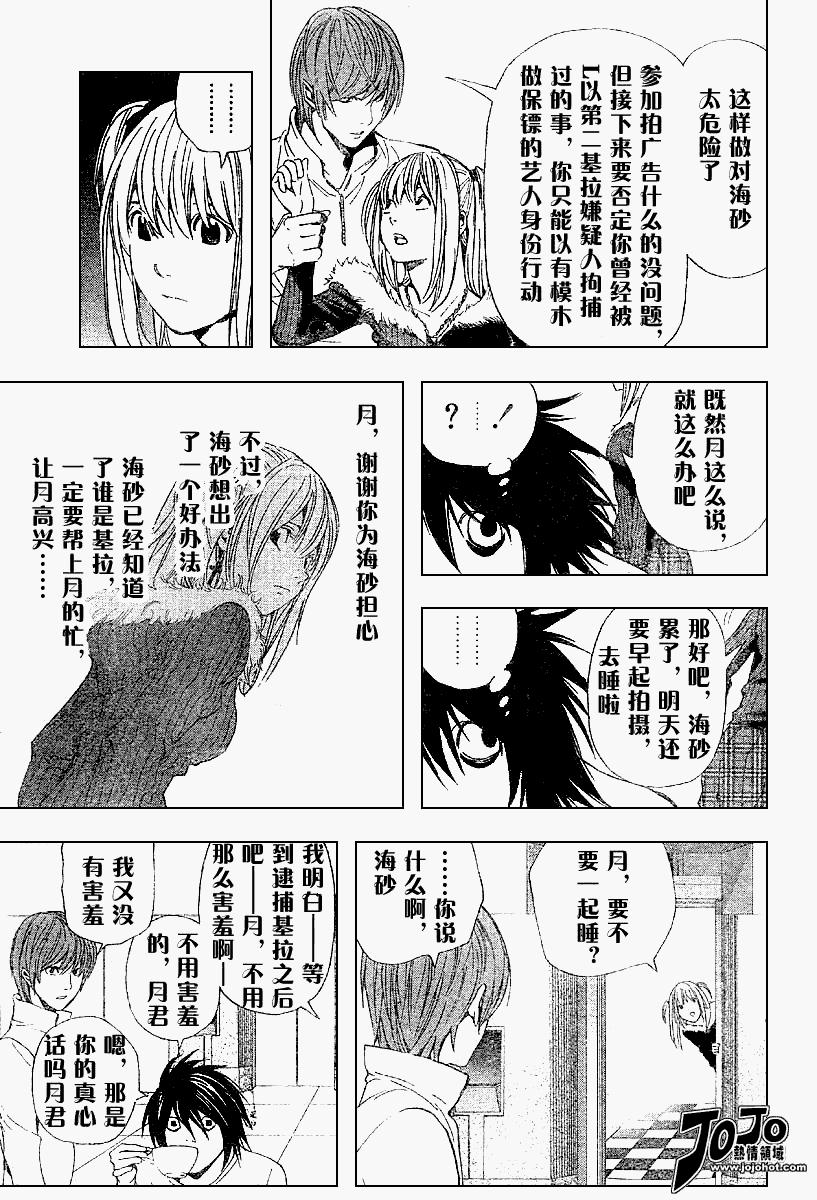 这样做对海砂
太危险了
参加拍广告什么的没问题，
但接下来要否定你曾经被
L以第二基拉嫌疑人拘捕
过的事，你只能以有模木
做保镖的艺人身份行动
……
既然月这么说，
就这么办吧
！…？
那好吧，海砂
累了，明天还
要早起拍摄，
去睡啦
……
月，谢谢你为海砂担心
不过，
海砂想出
了一个好办法
海砂已经知道
了谁是基拉，
一定要帮上月的忙，
让月高兴……
月，要不
要一起睡？
……你说
什么啊，
海砂
我明白——等
到逮捕基拉之后
吧——月，不用
那么害羞啊—
不用害羞
的，月君
我又没
有害羞
嗯，那是
你的真心
话吗月君
JOJO
熱情領域
www.jojohot.com